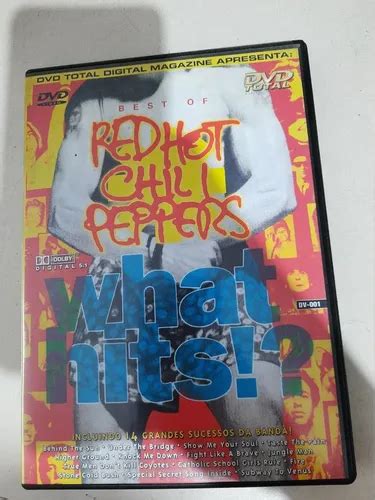 DVD TOTAL DIGITAL MAGAZINE APRESENTA:
DVD
VIDEO
DVD
TOTAL
BEST OF
RED HOT
CHILI
PEPPERS
DOLBY
DIGITAL 5.1
what
hits!?
DV-001
INCLUINDO 14 GRANDES SUCESSOS DA BANDA!
Behind The Sun • Under The Bridge • Show Me Your Soul • Taste The Pain
Higher Ground • Knock Me Down • Fight Like A Brave • Jungle Man
True Men Don't Kill Coyotes • Catholic School Girls Rule • Fire
Stone Cold Bush • Special Secret Song Inside • Subway To Venus